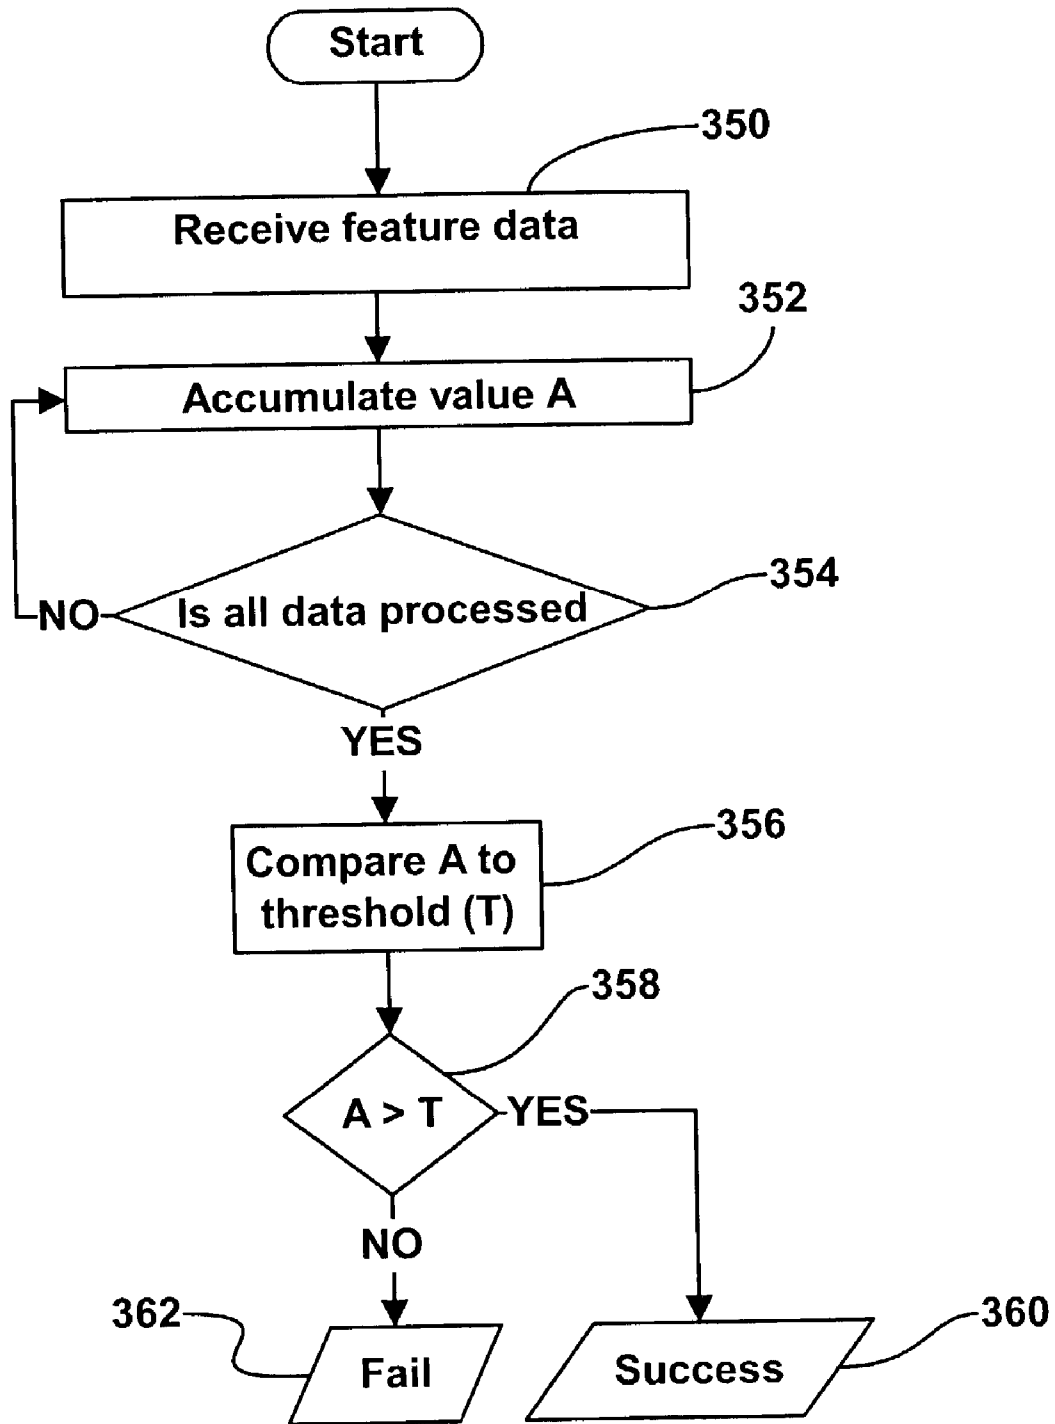 Start
350
Receive feature data
352
Accumulate value A
354
Is all data processed
NO
YES
356
Compare A to
threshold (T)
358
A > T
YES
NO
362
Fail
360
Success